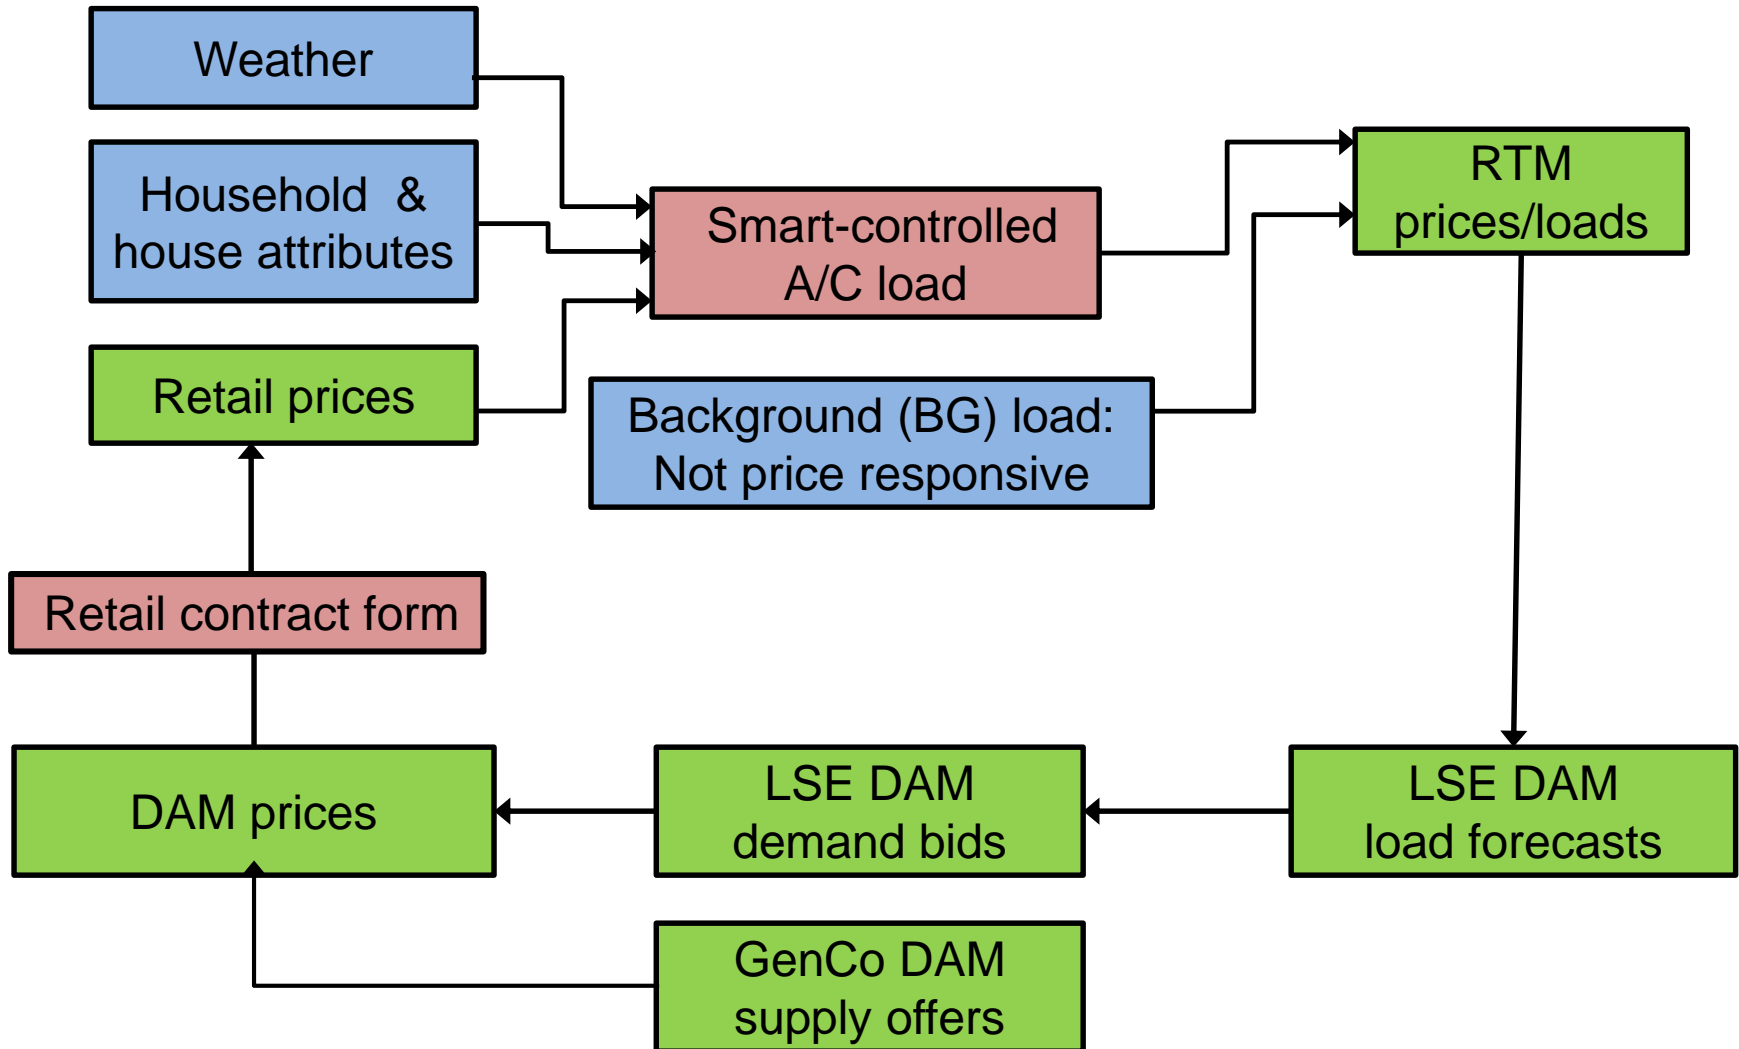 Weather
Household & 
house attributes
Retail prices
Smart-controlled
A/C load
Background (BG) load:
Not price responsive
RTM
prices/loads
Retail contract form
DAM prices
LSE DAM
demand bids
LSE DAM
load forecasts
GenCo DAM
supply offers